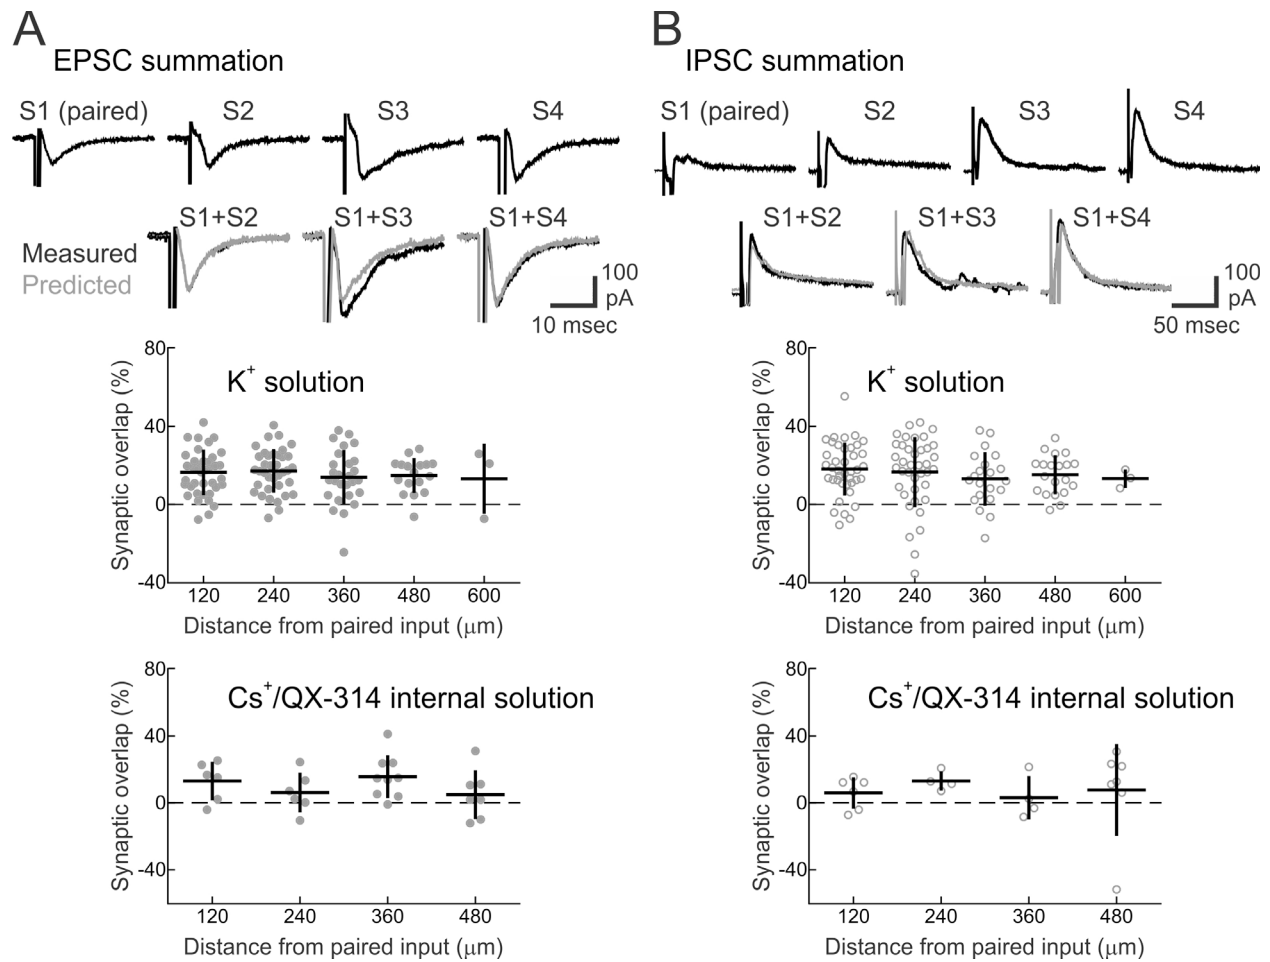 A
EPSC summation
S1 (paired) S2 S3 S4
S1+S2 S1+S3 S1+S4
Measured
Predicted
100
pA
10 msec
80
40
0
-40
Synaptic overlap (%)
K+ solution
120 240 360 480 600
Distance from paired input (μm)
80
40
0
-40
Synaptic overlap (%)
Cs+/QX-314 internal solution
120 240 360 480
Distance from paired input (μm)
B
IPSC summation
S1 (paired) S2 S3 S4
S1+S2 S1+S3 S1+S4
100
pA
50 msec
80
40
0
-40
Synaptic overlap (%)
K+ solution
120 240 360 480 600
Distance from paired input (μm)
80
40
0
-40
Synaptic overlap (%)
Cs+/QX-314 internal solution
120 240 360 480
Distance from paired input (μm)